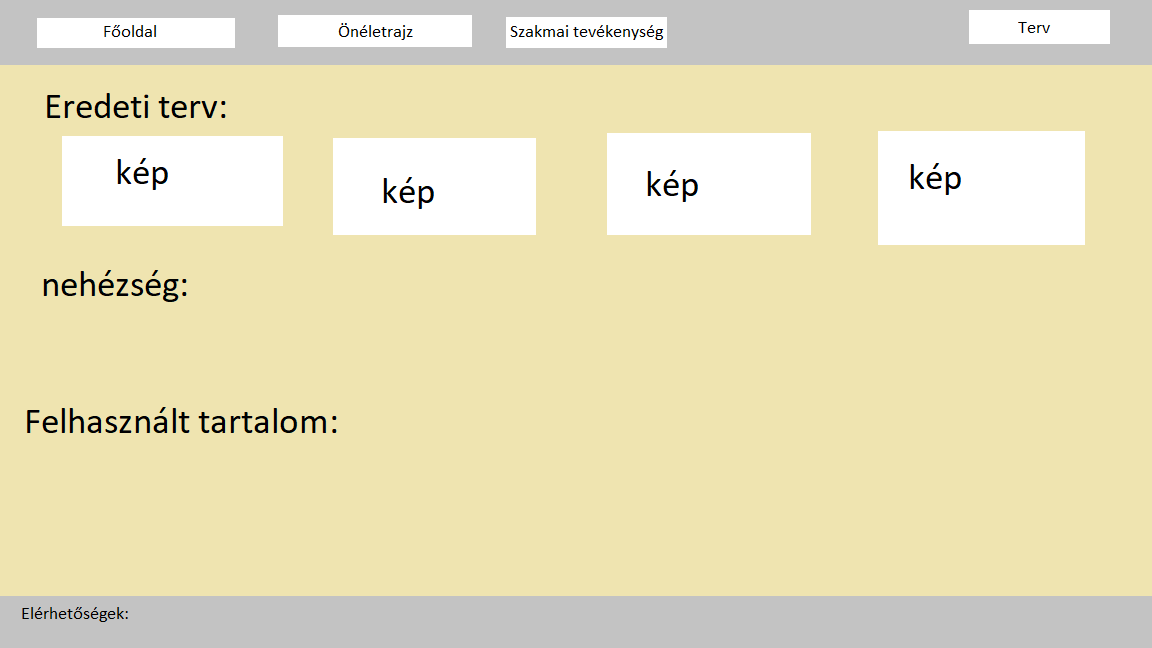 Főoldal
Önéletrajz
Szakmai tevékenység
Terv
Eredeti terv:
kép
kép
kép
kép
nehézség:
Felhasznált tartalom:
Elérhetőségek: